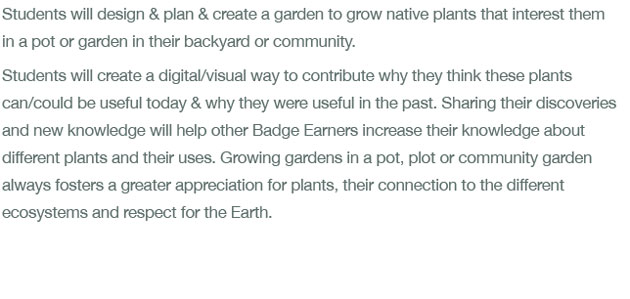 Students will design & plan & create a garden to grow native plants that interest them
in a pot or garden in their backyard or community.
Students will create a digital/visual way to contribute why they think these plants
can/could be useful today & why they were useful in the past. Sharing their discoveries
and new knowledge will help other Badge Earners increase their knowledge about
different plants and their uses. Growing gardens in a pot, plot or community garden
always fosters a greater appreciation for plants, their connection to the different
ecosystems and respect for the Earth.